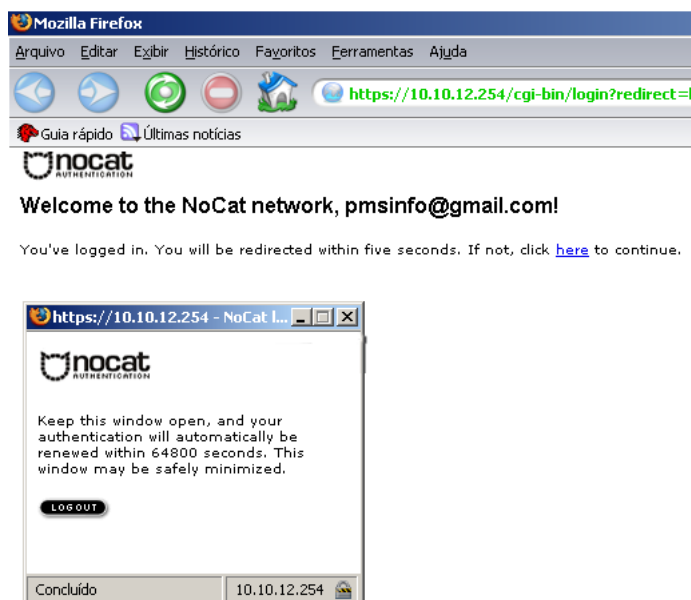 Mozilla Firefox
Arquivo Editar Exibir Histórico Favoritos Ferramentas Ajuda
https://10.10.12.254/cgi-bin/login?redirect=
Guia rápido Últimas notícias
nocat
AUTHENTICATION
Welcome to the NoCat network, pmsinfo@gmail.com!
You've logged in. You will be redirected within five seconds. If not, click here to continue.
https://10.10.12.254 - NoCat l...
nocat
AUTHENTICATION
Keep this window open, and your
authentication will automatically be
renewed within 64800 seconds. This
window may be safely minimized.
LOGOUT
Concluído 10.10.12.254